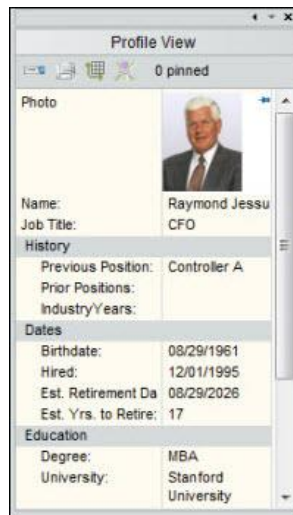 Profile View
0 pinned
Photo
Name: Raymond Jessu
Job Title: CFO
History
Previous Position: Controller A
Prior Positions:
IndustryYears:
Dates
Birthdate: 08/29/1961
Hired: 12/01/1995
Est. Retirement Da 08/29/2026
Est. Yrs. to Retire: 17
Education
Degree: MBA
University: Stanford
University